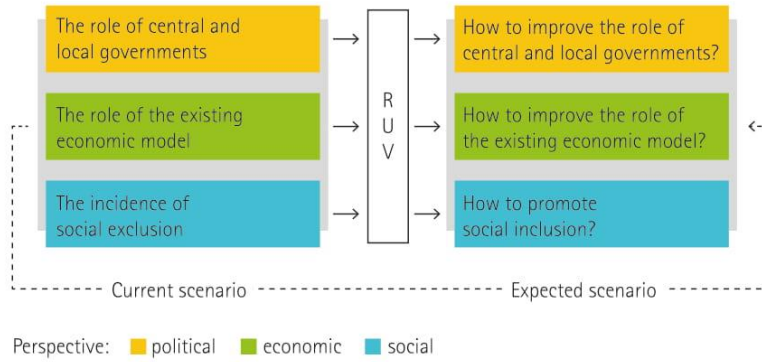 The role of central and
local governments
How to improve the role of
central and local governments?
The role of the existing
economic model
R
U
V
How to improve the role of
the existing economic model?
The incidence of
social exclusion
How to promote
social inclusion?
Current scenario
Expected scenario
Perspective: political economic social